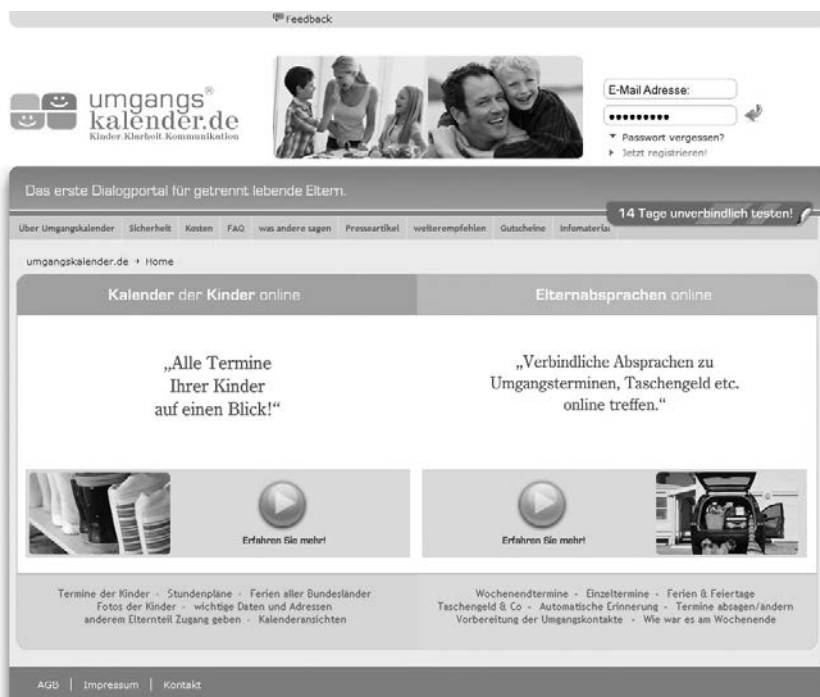 Feedback
umgangs®
kalender.de
Kinder.Klarheit.Kommunikation
E-Mail Adresse:
Passwort vergessen?
Jetzt registrieren!
Das erste Dialogportal für getrennt lebende Eltern.
14 Tage unverbindlich testen!
Über Umgangskalender Sicherheit Kosten FAQ was andere sagen Presseartikel weiterempfehlen Gutscheine Infomaterial
umgangskalender.de Home
Kalender der Kinder online
Elternabsprachen online
„Alle Termine
Ihrer Kinder
auf einen Blick!“
„Verbindliche Absprachen zu
Umgangsterminen, Taschengeld etc.
online treffen.“
Erfahren Sie mehr!
Erfahren Sie mehr!
Termine der Kinder - Stundenpläne - Ferien aller Bundesländer
Fotos der Kinder - wichtige Daten und Adressen
anderem Elternteil Zugang geben - Kalenderansichten
Wochenendtermine - Einzeltermine - Ferien & Feiertage
Taschengeld & Co - Automatische Erinnerung - Termine absagen/ändern
Vorbereitung der Umgangskontakte - Wie war es am Wochenende
AGB | Impressum | Kontakt